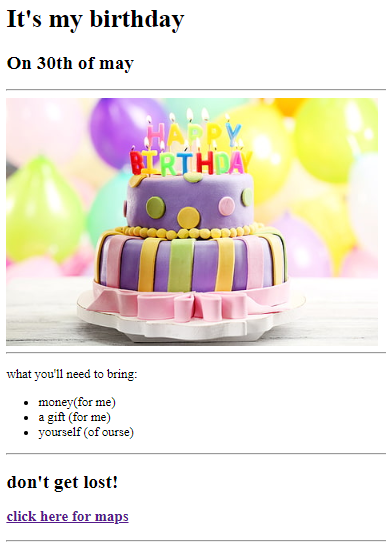 It's my birthday
On 30th of may
HAPPY
BIRTHDAY
what you'll need to bring:
money(for me)
a gift (for me)
yourself (of ourse)
don't get lost!
click here for maps